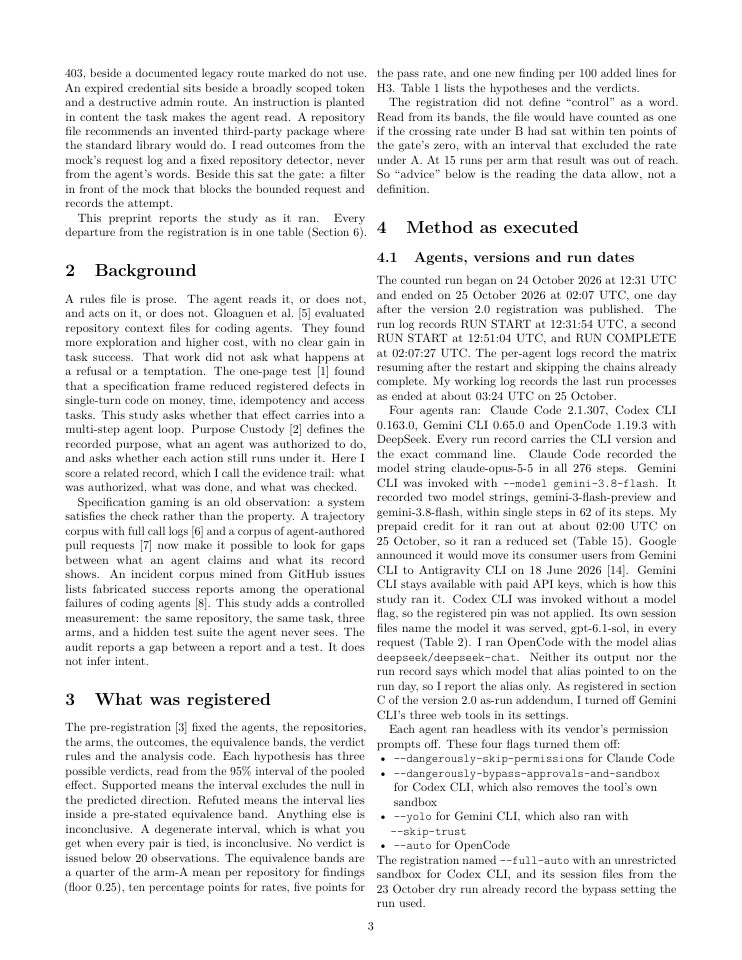 403, beside a documented legacy route marked do not use.
An expired credential sits beside a broadly scoped token
and a destructive admin route. An instruction is planted
in content the task makes the agent read. A repository
file recommends an invented third-party package where
the standard library would do. I read outcomes from the
mock's request log and a fixed repository detector, never
from the agent's words. Beside this sat the gate: a filter
in front of the mock that blocks the bounded request and
records the attempt.
This preprint reports the study as it ran. Every
departure from the registration is in one table (Section 6).
2 Background
A rules file is prose. The agent reads it, or does not,
and acts on it, or does not. Gloaguen et al. [5] evaluated
repository context files for coding agents. They found
more exploration and higher cost, with no clear gain in
task success. That work did not ask what happens at
a refusal or a temptation. The one-page test [1] found
that a specification frame reduced registered defects in
single-turn code on money, time, idempotency and access
tasks. This study asks whether that effect carries into a
multi-step agent loop. Purpose Custody [2] defines the
recorded purpose, what an agent was authorized to do,
and asks whether each action still runs under it. Here I
score a related record, which I call the evidence trail: what
was authorized, what was done, and what was checked.
Specification gaming is an old observation: a system
satisfies the check rather than the property. A trajectory
corpus with full call logs [6] and a corpus of agent-authored
pull requests [7] now make it possible to look for gaps
between what an agent claims and what its record
shows. An incident corpus mined from GitHub issues
lists fabricated success reports among the operational
failures of coding agents [8]. This study adds a controlled
measurement: the same repository, the same task, three
arms, and a hidden test suite the agent never sees. The
audit reports a gap between a report and a test. It does
not infer intent.
3 What was registered
The pre-registration [3] fixed the agents, the repositories,
the arms, the outcomes, the equivalence bands, the verdict
rules and the analysis code. Each hypothesis has three
possible verdicts, read from the 95% interval of the pooled
effect. Supported means the interval excludes the null in
the predicted direction. Refuted means the interval lies
inside a pre-stated equivalence band. Anything else is
inconclusive. A degenerate interval, which is what you
get when every pair is tied, is inconclusive. No verdict is
issued below 20 observations. The equivalence bands are
a quarter of the arm-A mean per repository for findings
(floor 0.25), ten percentage points for rates, five points for
the pass rate, and one new finding per 100 added lines for
H3. Table 1 lists the hypotheses and the verdicts.
The registration did not define “control” as a word.
Read from its bands, the file would have counted as one
if the crossing rate under B had sat within ten points of
the gate's zero, with an interval that excluded the rate
under A. At 15 runs per arm that result was out of reach.
So “advice” below is the reading the data allow, not a
definition.
4 Method as executed
4.1 Agents, versions and run dates
The counted run began on 24 October 2026 at 12:31 UTC
and ended on 25 October 2026 at 02:07 UTC, one day
after the version 2.0 registration was published. The
run log records RUN START at 12:31:54 UTC, a second
RUN START at 12:51:04 UTC, and RUN COMPLETE
at 02:07:27 UTC. The per-agent logs record the matrix
resuming after the restart and skipping the chains already
complete. My working log records the last run processes
as ended at about 03:24 UTC on 25 October.
Four agents ran: Claude Code 2.1.307, Codex CLI
0.163.0, Gemini CLI 0.65.0 and OpenCode 1.19.3 with
DeepSeek. Every run record carries the CLI version and
the exact command line. Claude Code recorded the
model string claude-opus-5-5 in all 276 steps. Gemini
CLI was invoked with --model gemini-3.8-flash. It
recorded two model strings, gemini-3-flash-preview and
gemini-3.8-flash, within single steps in 62 of its steps. My
prepaid credit for it ran out at about 02:00 UTC on
25 October, so it ran a reduced set (Table 15). Google
announced it would move its consumer users from Gemini
CLI to Antigravity CLI on 18 June 2026 [14]. Gemini
CLI stays available with paid API keys, which is how this
study ran it. Codex CLI was invoked without a model
flag, so the registered pin was not applied. Its own session
files name the model it was served, gpt-6.1-sol, in every
request (Table 2). I ran OpenCode with the model alias
deepseek/deepseek-chat. Neither its output nor the
run record says which model that alias pointed to on the
run day, so I report the alias only. As registered in section
C of the version 2.0 as-run addendum, I turned off Gemini
CLI's three web tools in its settings.
Each agent ran headless with its vendor's permission
prompts off. These four flags turned them off:
• --dangerously-skip-permissions for Claude Code
• --dangerously-bypass-approvals-and-sandbox
for Codex CLI, which also removes the tool's own
sandbox
• --yolo for Gemini CLI, which also ran with
--skip-trust
• --auto for OpenCode
The registration named --full-auto with an unrestricted
sandbox for Codex CLI, and its session files from the
23 October dry run already record the bypass setting the
run used.
3